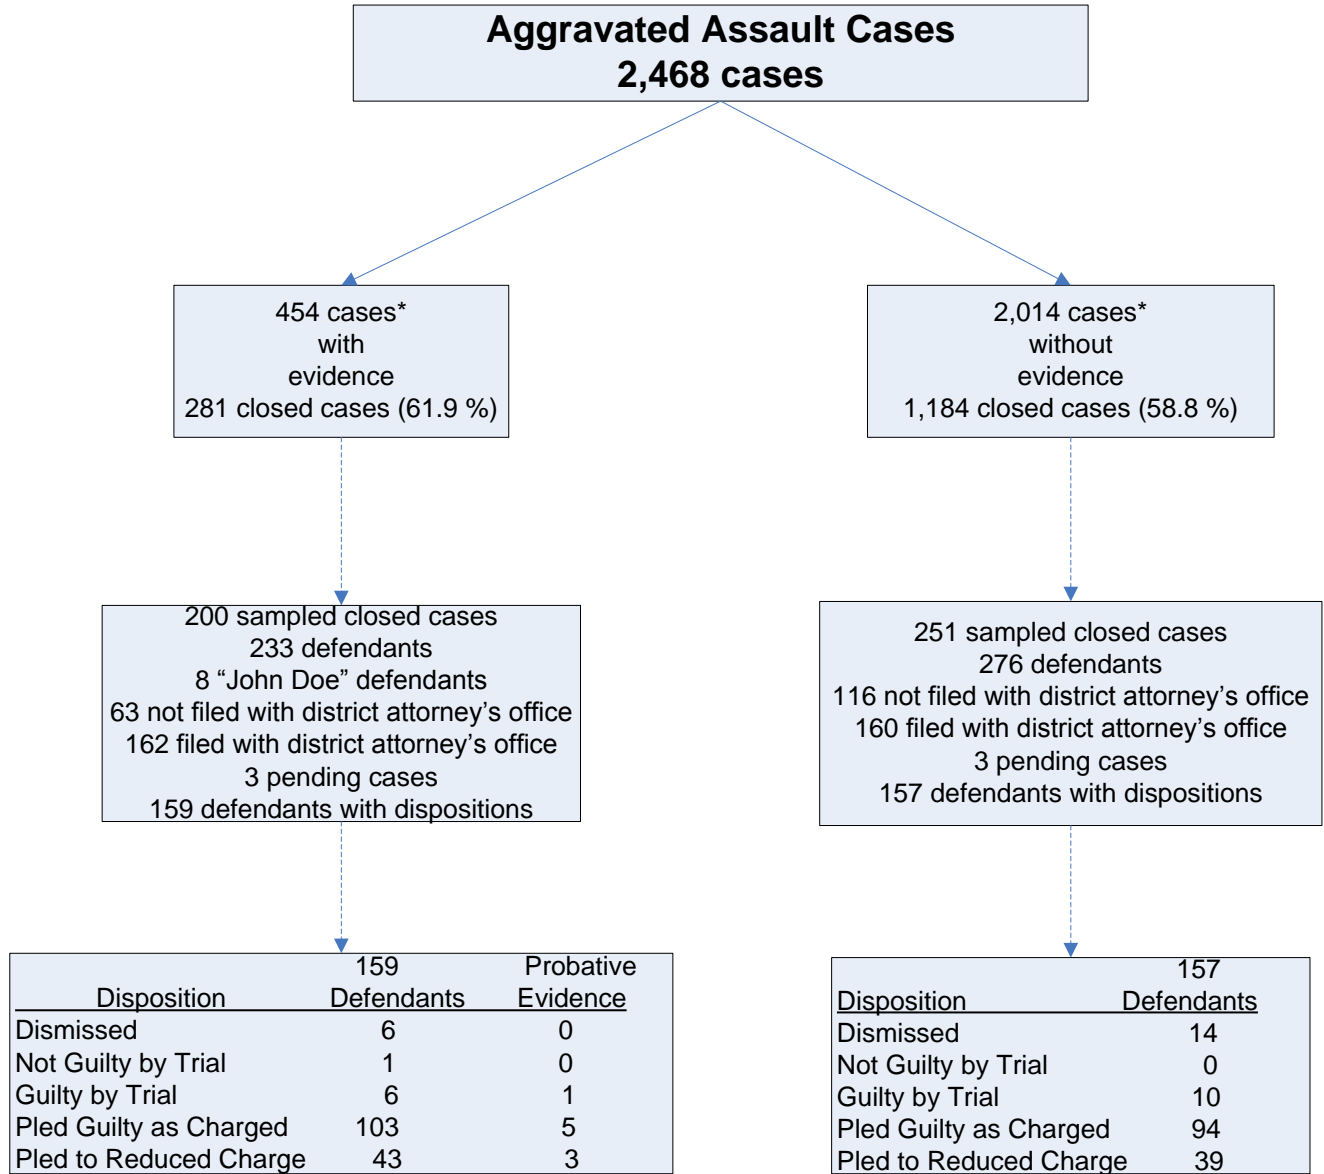 Aggravated Assault Cases
2,468 cases
454 cases*
with
evidence
281 closed cases (61.9 %)
2,014 cases*
without
evidence
1,184 closed cases (58.8 %)
200 sampled closed cases
233 defendants
8 “John Doe” defendants
63 not filed with district attorney’s office
162 filed with district attorney’s office
3 pending cases
159 defendants with dispositions
251 sampled closed cases
276 defendants
116 not filed with district attorney’s office
160 filed with district attorney’s office
3 pending cases
157 defendants with dispositions
159 Probative
Disposition Defendants Evidence
Dismissed 6 0
Not Guilty by Trial 1 0
Guilty by Trial 6 1
Pled Guilty as Charged 103 5
Pled to Reduced Charge 43 3
157
Disposition Defendants
Dismissed 14
Not Guilty by Trial 0
Guilty by Trial 10
Pled Guilty as Charged 94
Pled to Reduced Charge 39